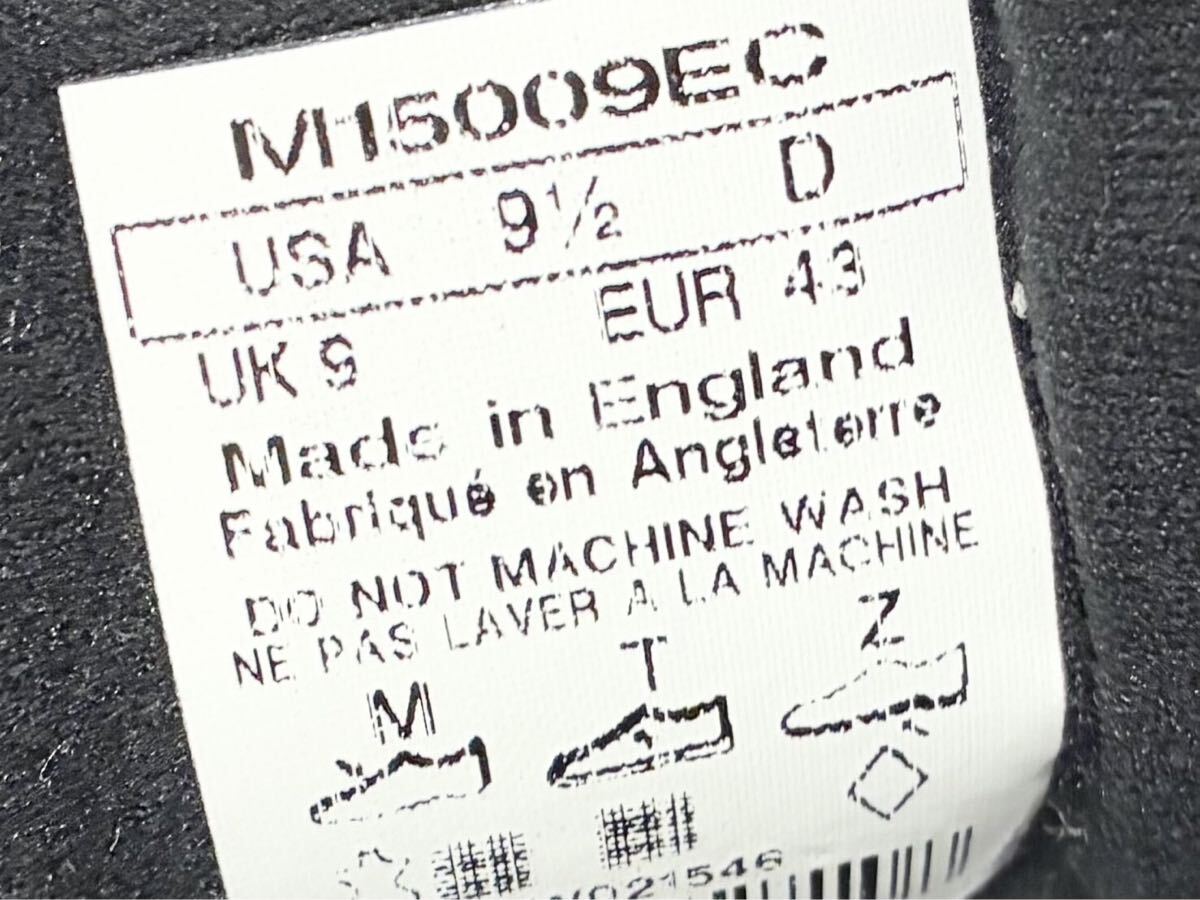 M15009EC
USA 9½ D
UK 9 EUR 43
Made in England
Fabriqué en Angleterre
DO NOT MACHINE WASH
NE PAS LAVER A LA MACHINE
M T Z